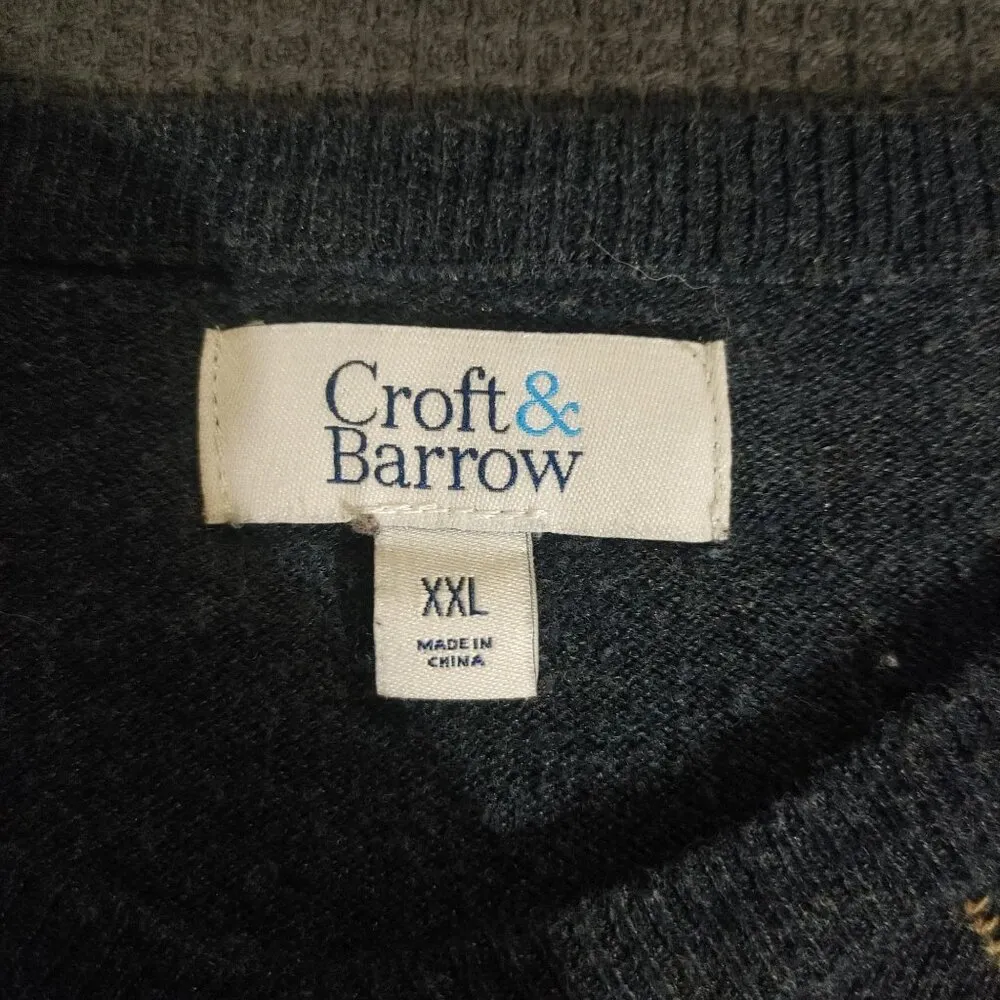 Croft &
Barrow
XXL
MADE IN
CHINA